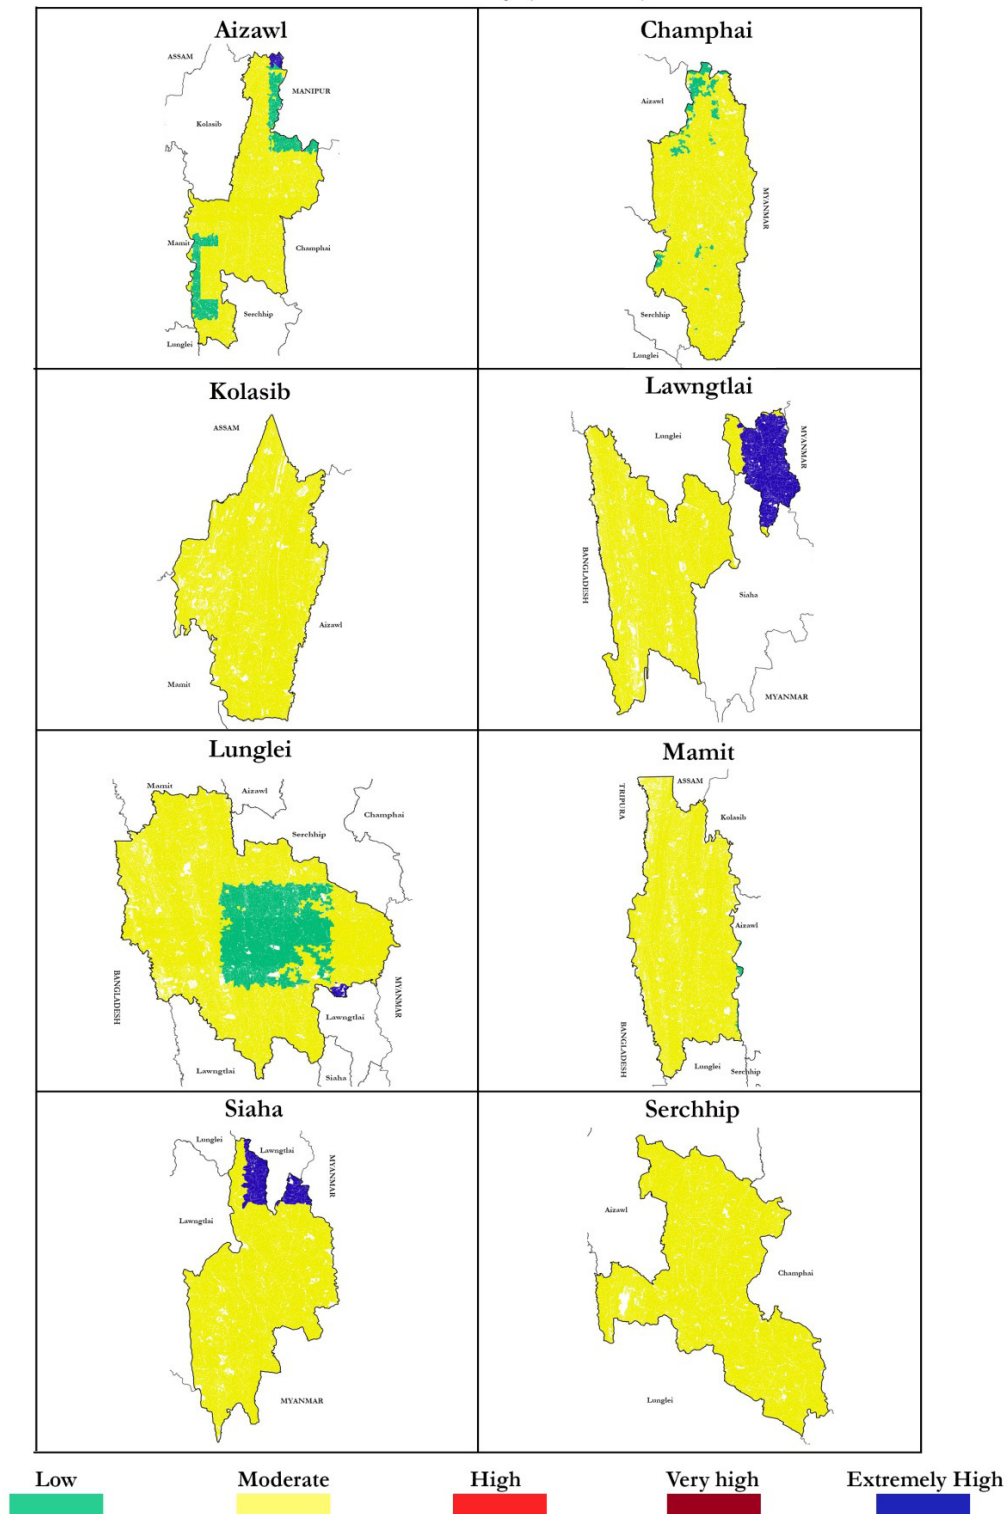 Aizawl
ASSAM
MANIPUR
Kolasib
Mamit
Champhai
Serchhip
Lunglei
Champhai
Aizawl
MYANMAR
Serchhip
Lunglei
Kolasib
ASSAM
Aizawl
Mamit
Lawngtlai
Lunglei
MYANMAR
BANGLADESH
Siaha
MYANMAR
Lunglei
Mamit
Aizawl
Champhai
Serchhip
BANGLADESH
MYANMAR
Lawngtlai
Lawngtlai
Siaha
Mamit
TRIPURA
ASSAM
Kolasib
Aizawl
BANGLADESH
Lunglei
Serchhip
Siaha
Lunglei
Lawngtlai
MYANMAR
Lawngtlai
MYANMAR
Serchhip
Aizawl
Champhai
Lunglei
Low Moderate High Very high Extremely High